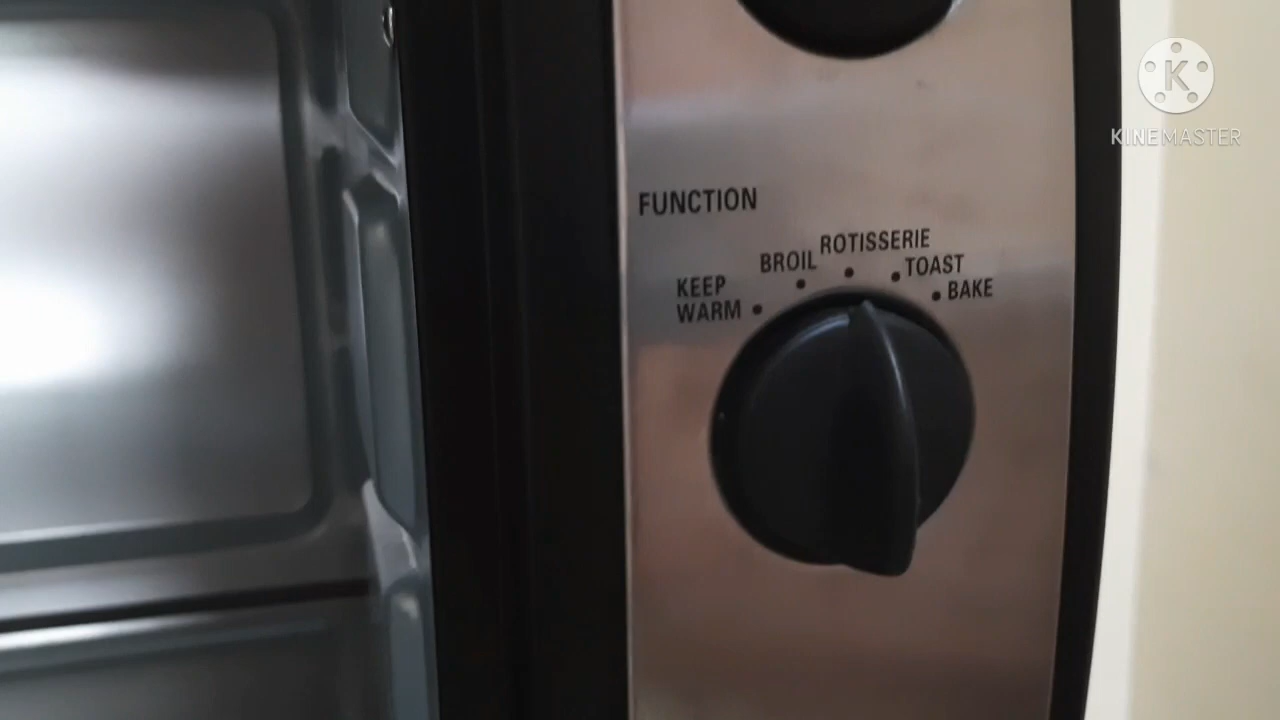 K
KINEMASTER
FUNCTION
ROTISSERIE
BROIL
TOAST
KEEP
WARM
BAKE